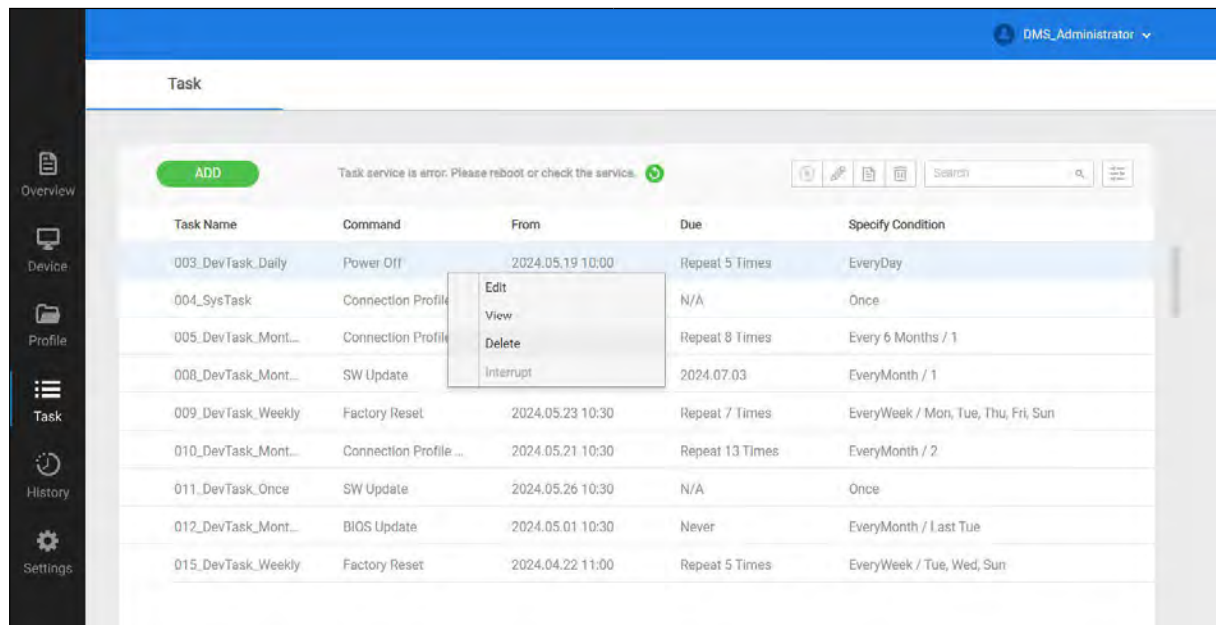 DMS_Administrator
Task
Overview
Device
Profile
Task
History
Settings
ADD
Task service is error. Please reboot or check the service.
Search
Task Name Command From Due Specify Condition
003_DevTask_Daily Power Off 2024.05.19 10:00 Repeat 5 Times EveryDay
004_SysTask Connection Profile N/A Once
005_DevTask_Mont... Connection Profile Repeat 8 Times Every 6 Months / 1
008_DevTask_Mont... SW Update 2024.07.03 EveryMonth / 1
009_DevTask_Weekly Factory Reset 2024.05.23 10:30 Repeat 7 Times EveryWeek / Mon, Tue, Thu, Fri, Sun
010_DevTask_Mont... Connection Profile ... 2024.05.21 10:30 Repeat 13 Times EveryMonth / 2
011_DevTask_Once SW Update 2024.05.26 10:30 N/A Once
012_DevTask_Mont... BIOS Update 2024.05.01 10:30 Never EveryMonth / Last Tue
015_DevTask_Weekly Factory Reset 2024.04.22 11:00 Repeat 5 Times EveryWeek / Tue, Wed, Sun
Edit
View
Delete
Interrupt